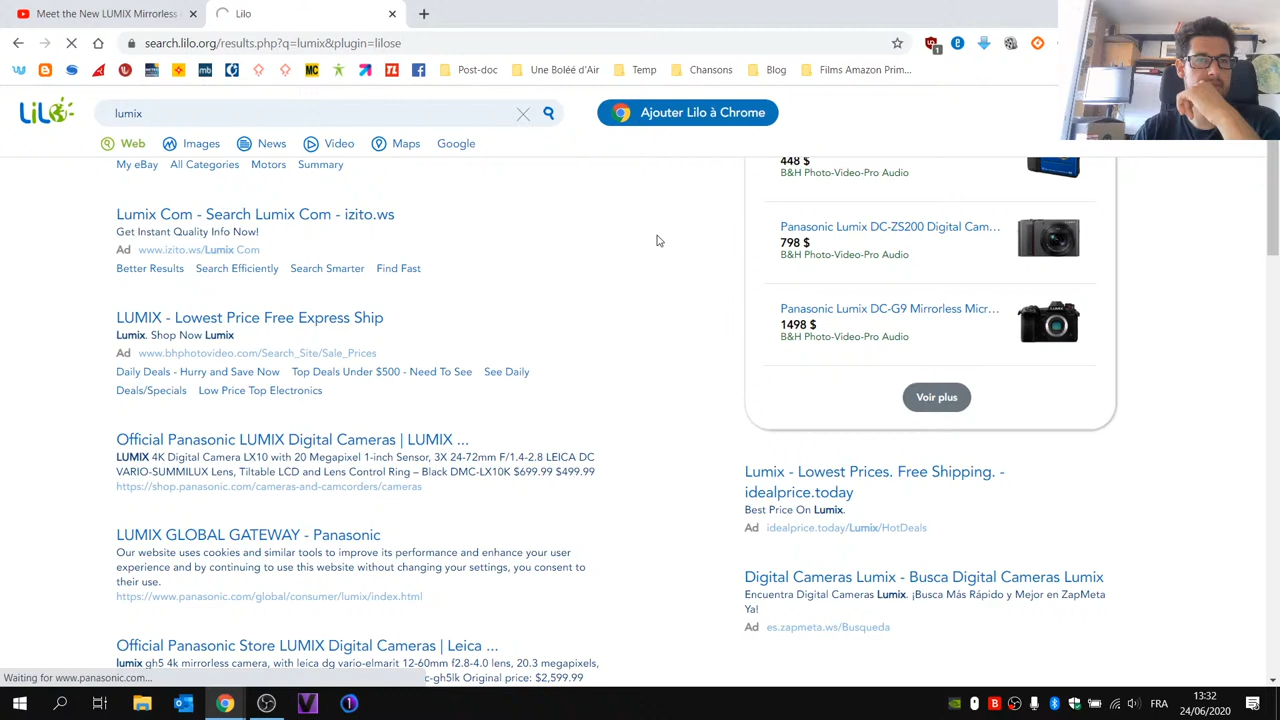 Meet the New LUMIX Mirrorless
Lilo
search.lilo.org/results.php?q=lumix&plugin=lilose
1
Post-doc
Une Boléé d'Air
Temp
Chansons
Blog
Films Amazon Prim...
LiLO
lumix
Ajouter Lilo à Chrome
Web
Images
News
Video
Maps
Google
My eBay All Categories Motors Summary
Lumix Com - Search Lumix Com - izito.ws
Get Instant Quality Info Now!
Ad www.izito.ws/Lumix Com
Better Results Search Efficiently Search Smarter Find Fast
LUMIX - Lowest Price Free Express Ship
Lumix. Shop Now Lumix
Ad www.bhphotovideo.com/Search_Site/Sale_Prices
Daily Deals - Hurry and Save Now Top Deals Under $500 - Need To See See Daily
Deals/Specials Low Price Top Electronics
Official Panasonic LUMIX Digital Cameras | LUMIX ...
LUMIX 4K Digital Camera LX10 with 20 Megapixel 1-inch Sensor, 3X 24-72mm F/1.4-2.8 LEICA DC
VARIO-SUMMILUX Lens, Tiltable LCD and Lens Control Ring – Black DMC-LX10K $699.99 $499.99
https://shop.panasonic.com/cameras-and-camcorders/cameras
LUMIX GLOBAL GATEWAY - Panasonic
Our website uses cookies and similar tools to improve its performance and enhance your user
experience and by continuing to use this website without changing your settings, you consent to
their use.
https://www.panasonic.com/global/consumer/lumix/index.html
Official Panasonic Store LUMIX Digital Cameras | Leica ...
lumix gh5 4k mirrorless camera, with leica dg vario-elmarit 12-60mm f2.8-4.0 lens, 20.3 megapixels,
c-gh5lk Original price: $2,599.99
448 $
B&H Photo-Video-Pro Audio
Panasonic Lumix DC-ZS200 Digital Cam...
798 $
B&H Photo-Video-Pro Audio
Panasonic Lumix DC-G9 Mirrorless Micr...
1498 $
B&H Photo-Video-Pro Audio
Voir plus
Lumix - Lowest Prices. Free Shipping. -
idealprice.today
Best Price On Lumix.
Ad idealprice.today/Lumix/HotDeals
Digital Cameras Lumix - Busca Digital Cameras Lumix
Encuentra Digital Cameras Lumix. ¡Busca Más Rápido y Mejor en ZapMeta
Ya!
Ad es.zapmeta.ws/Busqueda
Waiting for www.panasonic.com...
FRA
13:32
24/06/2020